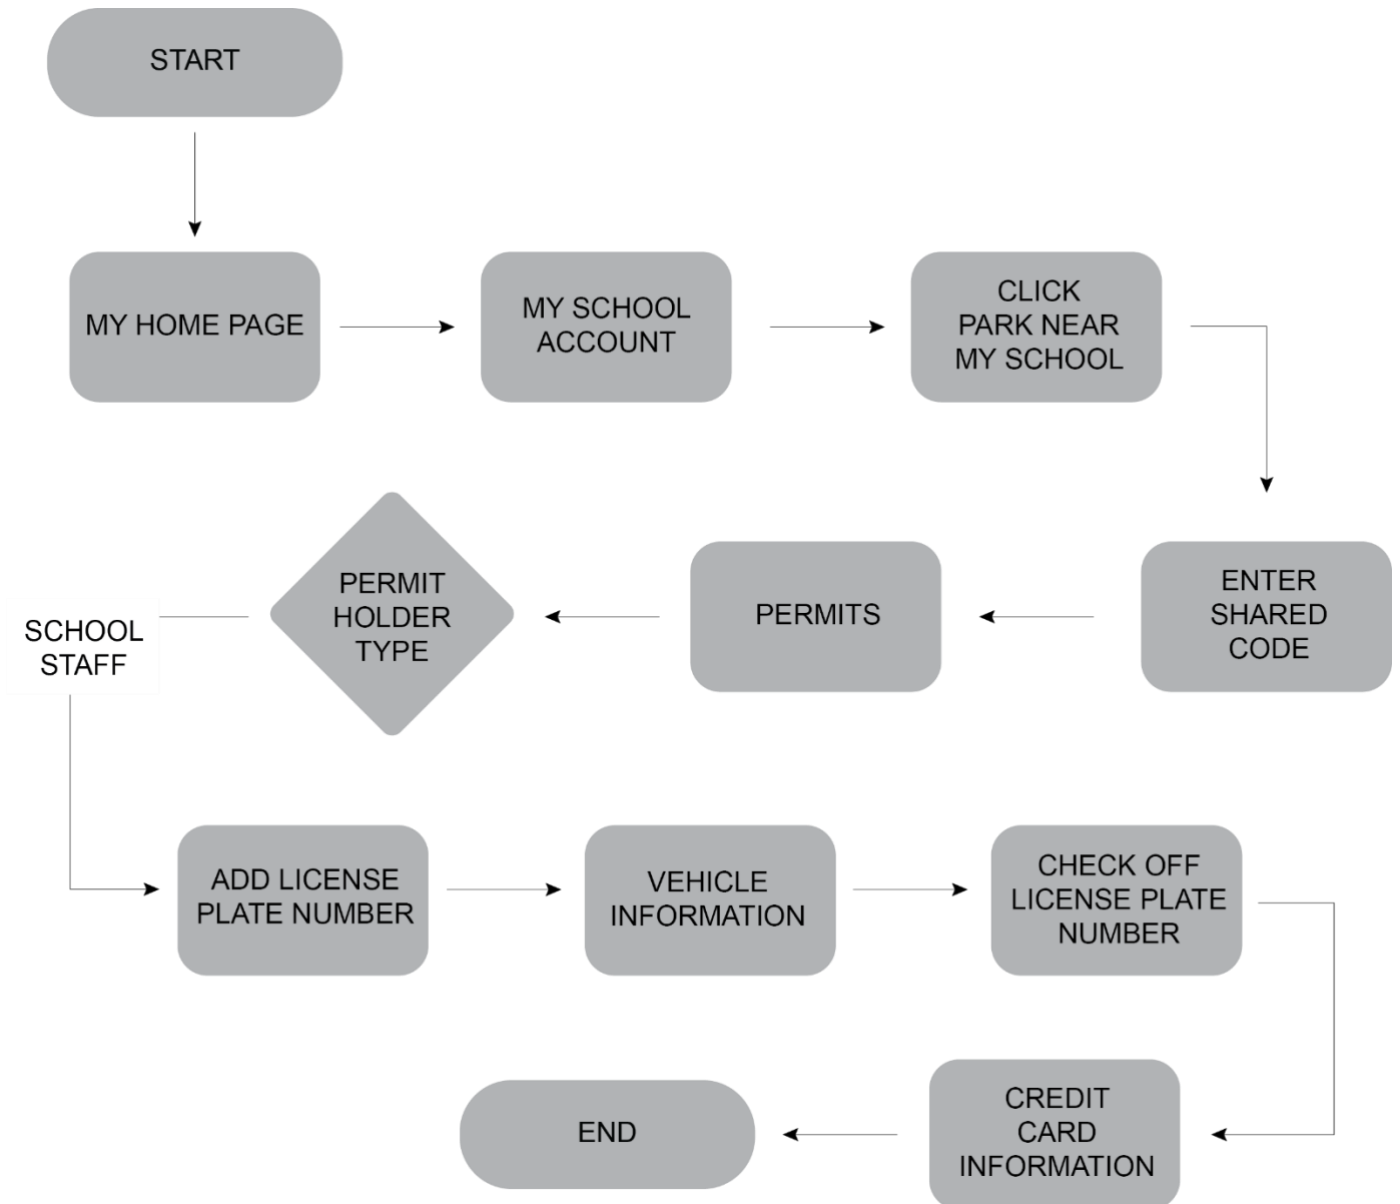 START
MY HOME PAGE
MY SCHOOL
ACCOUNT
CLICK
PARK NEAR
MY SCHOOL
ENTER
SHARED
CODE
PERMITS
PERMIT
HOLDER
TYPE
SCHOOL
STAFF
ADD LICENSE
PLATE NUMBER
VEHICLE
INFORMATION
CHECK OFF
LICENSE PLATE
NUMBER
CREDIT
CARD
INFORMATION
END